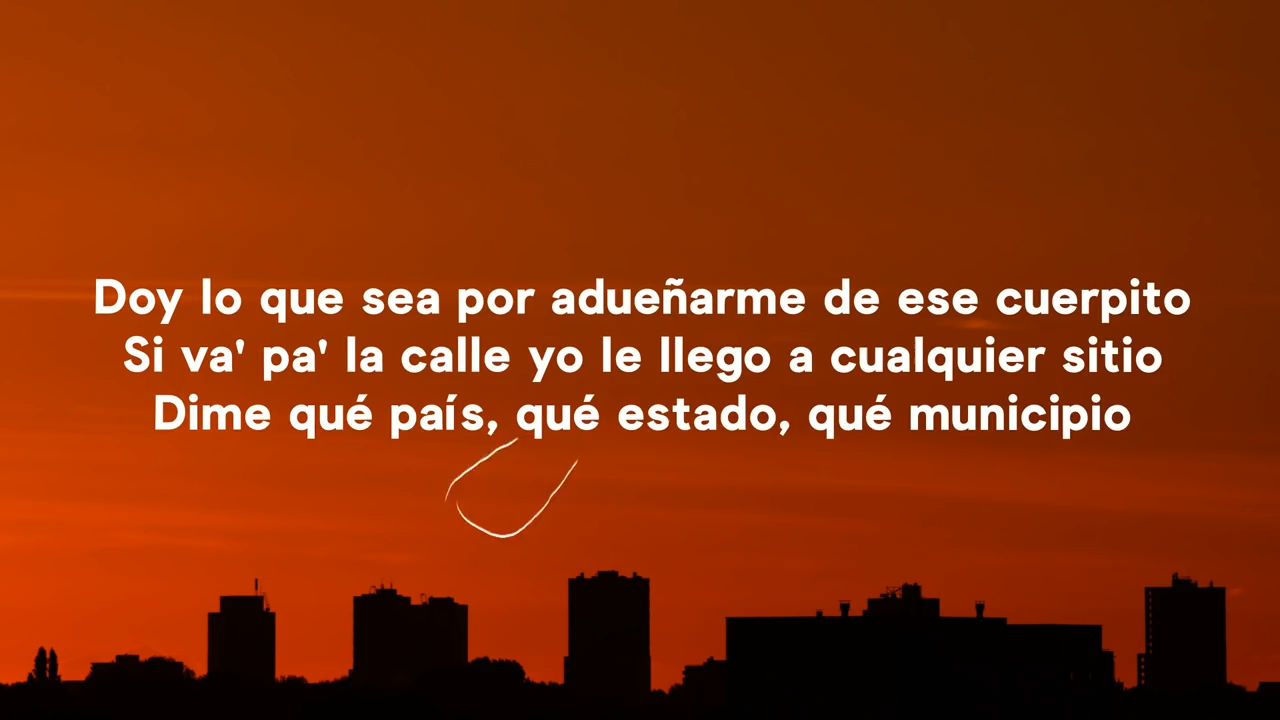 Doy lo que sea por adueñarme de ese cuerpito
Si va' pa' la calle yo le llego a cualquier sitio
Dime qué país, qué estado, qué municipio